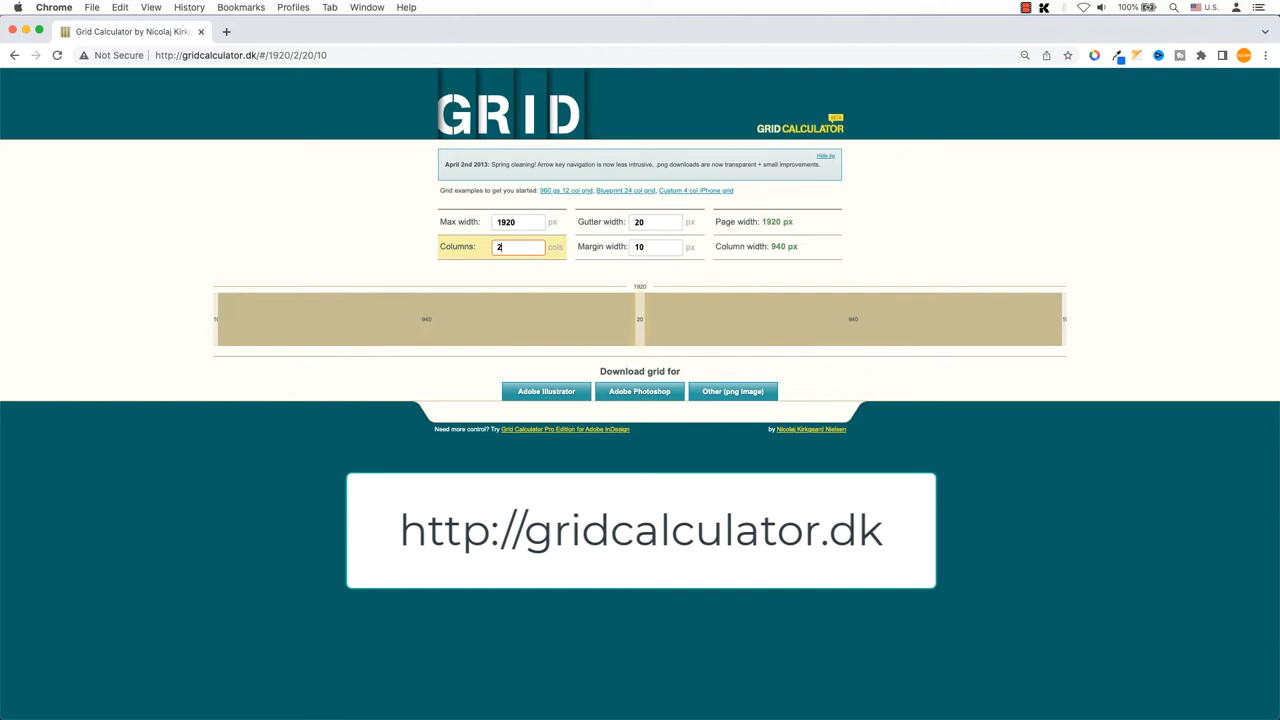 Chrome File Edit View History Bookmarks Profiles Tab Window Help 100% U.S.
Grid Calculator by Nicolaj Kirkg
Not Secure http://gridcalculator.dk/#/1920/2/20/10
GRID
GRID CALCULATOR
Hide tip
April 2nd 2013: Spring cleaning! Arrow key navigation is now less intrusive, .png downloads are now transparent + small improvements.
Grid examples to get you started: 960 gs 12 col grid, Blueprint 24 col grid, Custom 4 col iPhone grid
Max width: 1920 px Gutter width: 20 px Page width: 1920 px
Columns: 2 cols Margin width: 10 px Column width: 940 px
1920
940 20 940
Download grid for
Adobe Illustrator Adobe Photoshop Other (png image)
Need more control? Try Grid Calculator Pro Edition for Adobe InDesign by Nicolaj Kirkgaard Nielsen
http://gridcalculator.dk